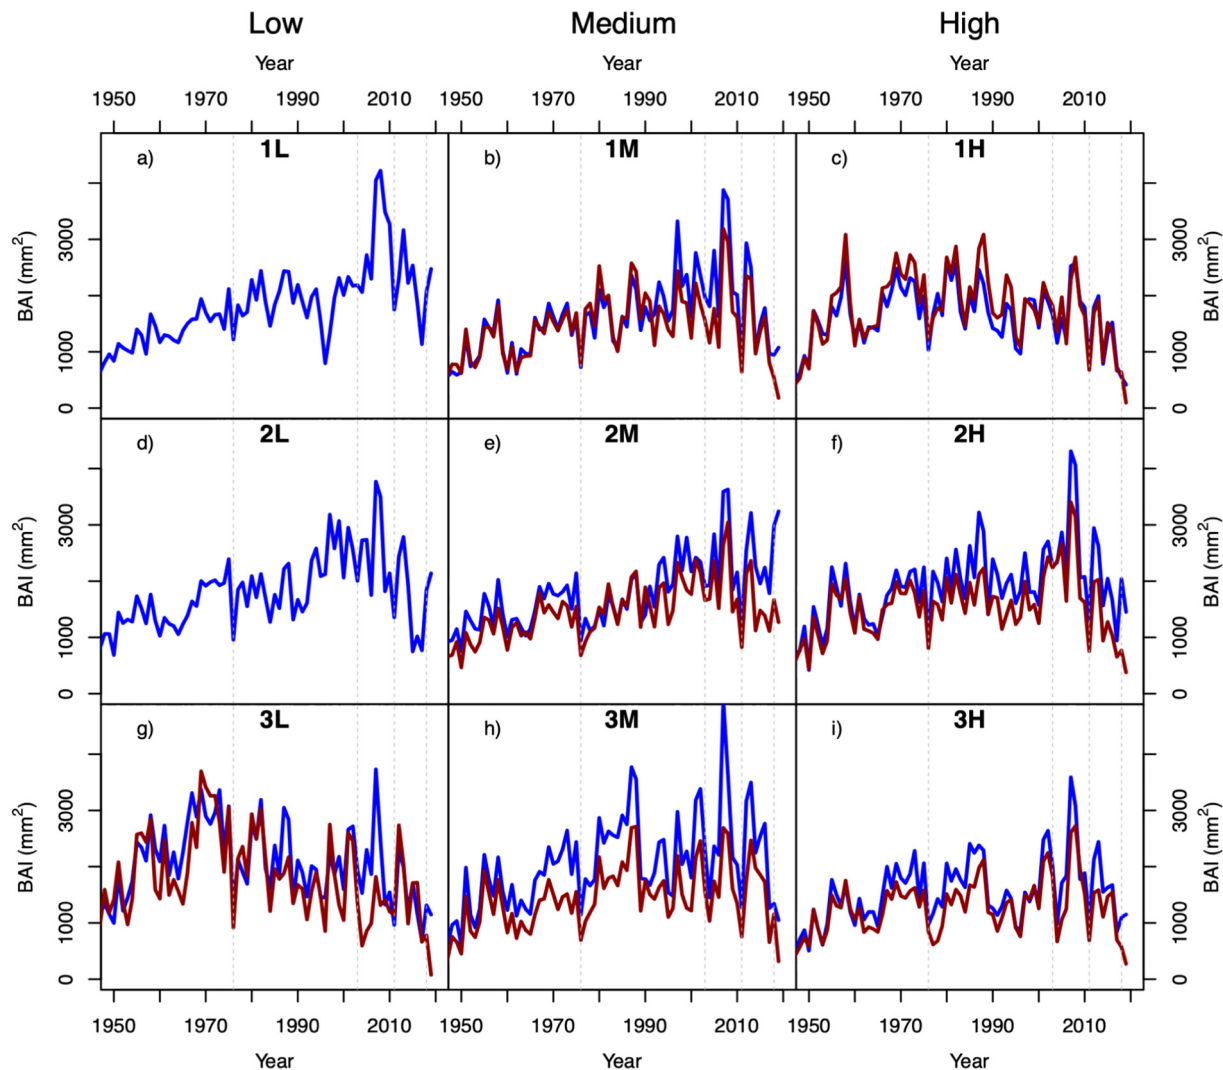 Low Medium High
Year Year Year
1950 1970 1990 2010 1950 1970 1990 2010 1950 1970 1990 2010
a) 1L b) 1M c) 1H
BAI (mm²) 0 1000 3000 0 1000 3000 BAI (mm²)
d) 2L e) 2M f) 2H
BAI (mm²) 0 1000 3000 0 1000 3000 BAI (mm²)
g) 3L h) 3M i) 3H
BAI (mm²) 0 1000 3000 0 1000 3000 BAI (mm²)
1950 1970 1990 2010 1950 1970 1990 2010 1950 1970 1990 2010
Year Year Year